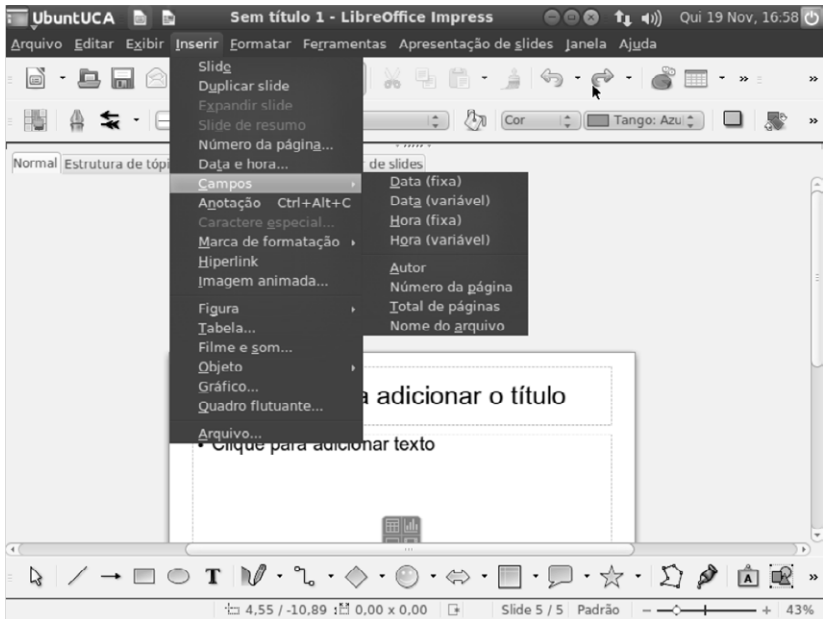 UbuntUCA Sem título 1 - LibreOffice Impress Qui 19 Nov, 16:58
Arquivo Editar Exibir Inserir Formatar Ferramentas Apresentação de slides Janela Ajuda
Slide
Duplicar slide
Expandir slide
Slide de resumo
Número da página...
Data e hora...
Campos
Anotação Ctrl+Alt+C
Caractere especial...
Marca de formatação
Hiperlink
Imagem animada...
Figura
Tabela...
Filme e som...
Objeto
Gráfico...
Quadro flutuante...
Arquivo...
Data (fixa)
Data (variável)
Hora (fixa)
Hora (variável)
Autor
Número da página
Total de páginas
Nome do arquivo
Cor Tango: Azul
Normal Estrutura de tópi de slides
a adicionar o título
• Clique para adicionar texto
T
A
4,55 / -10,89 0,00 x 0,00 Slide 5 / 5 Padrão 43%